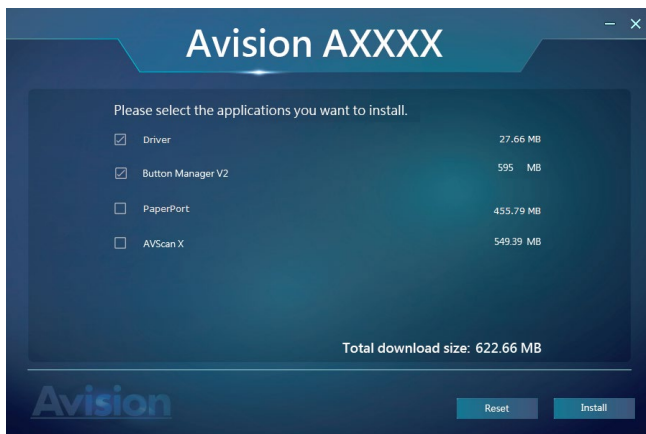 Avision AXXXX
Please select the applications you want to install.
Driver 27.66 MB
Button Manager V2 595 MB
PaperPort 455.79 MB
AVScan X 549.39 MB
Total download size: 622.66 MB
Avision
Reset Install